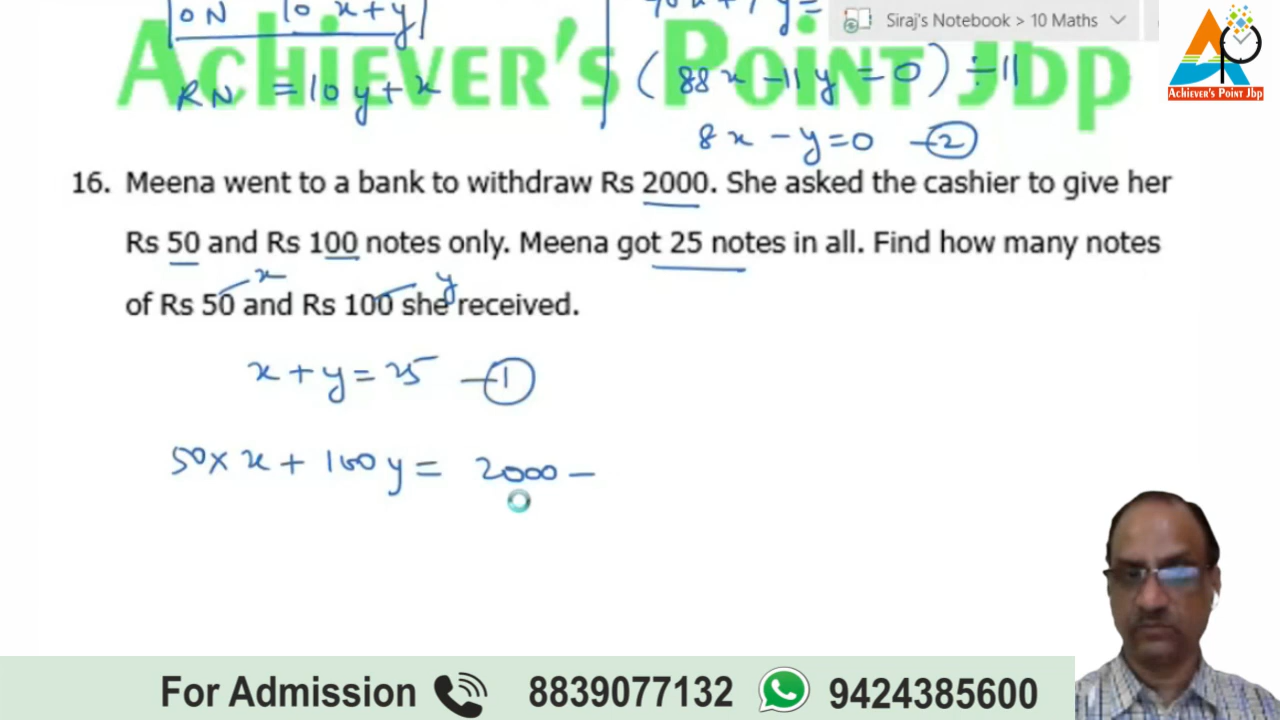 ON 10x+y
Siraj's Notebook > 10 Maths
ACHIEVER'S POINT Jbp
RN = 10y+x
(88x -11y = 0) ÷ 11
8x - y = 0 - 2
ACHIEVER'S POINT Jbp
16. Meena went to a bank to withdraw Rs 2000. She asked the cashier to give her
Rs 50 and Rs 100 notes only. Meena got 25 notes in all. Find how many notes
x y
of Rs 50 and Rs 100 she received.
x + y = 25 - 1
50 × x + 100 y = 2000 -
For Admission 8839077132 9424385600